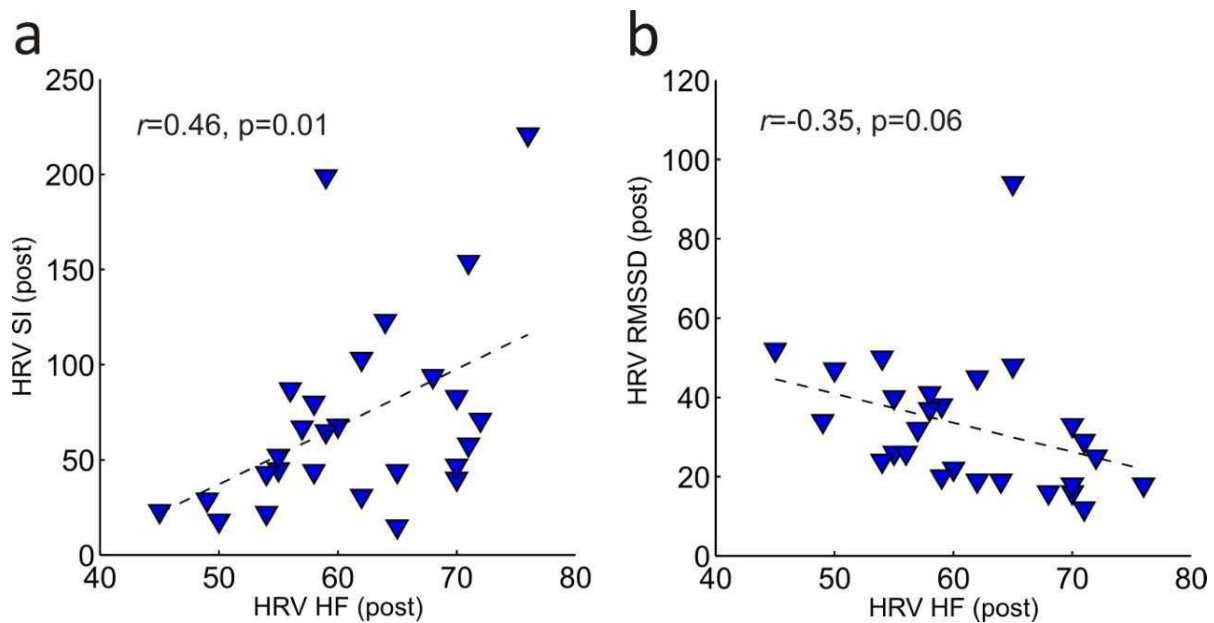 a
250
200
150
100
50
0
HRV SI (post)
r=0.46, p=0.01
40 50 60 70 80
HRV HF (post)
b
120
100
80
60
40
20
0
HRV RMSSD (post)
r=-0.35, p=0.06
40 50 60 70 80
HRV HF (post)